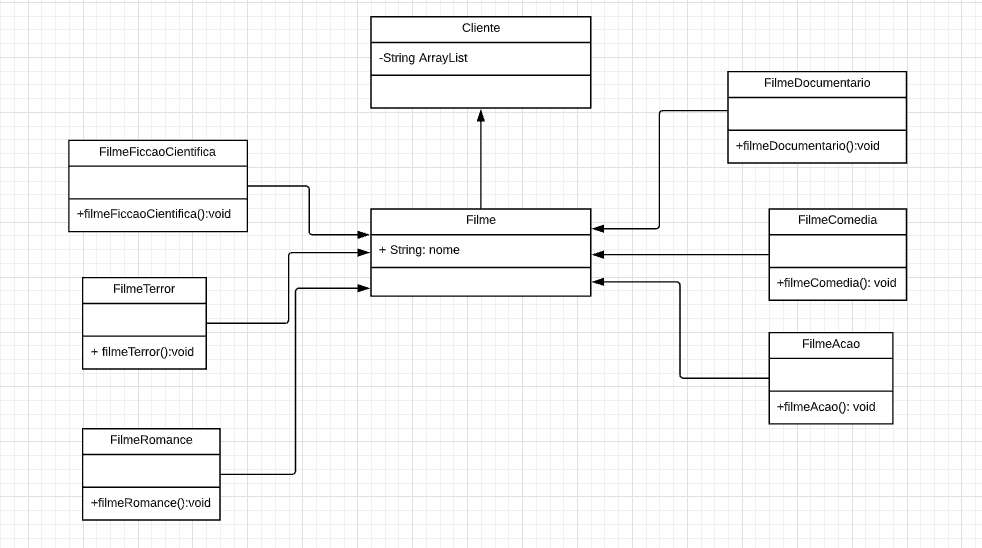 Cliente
-String ArrayList
FilmeDocumentario
+filmeDocumentario():void
FilmeFiccaoCientifica
+filmeFiccaoCientifica():void
Filme
+ String: nome
FilmeComedia
+filmeComedia(): void
FilmeTerror
+ filmeTerror():void
FilmeAcao
+filmeAcao(): void
FilmeRomance
+filmeRomance():void